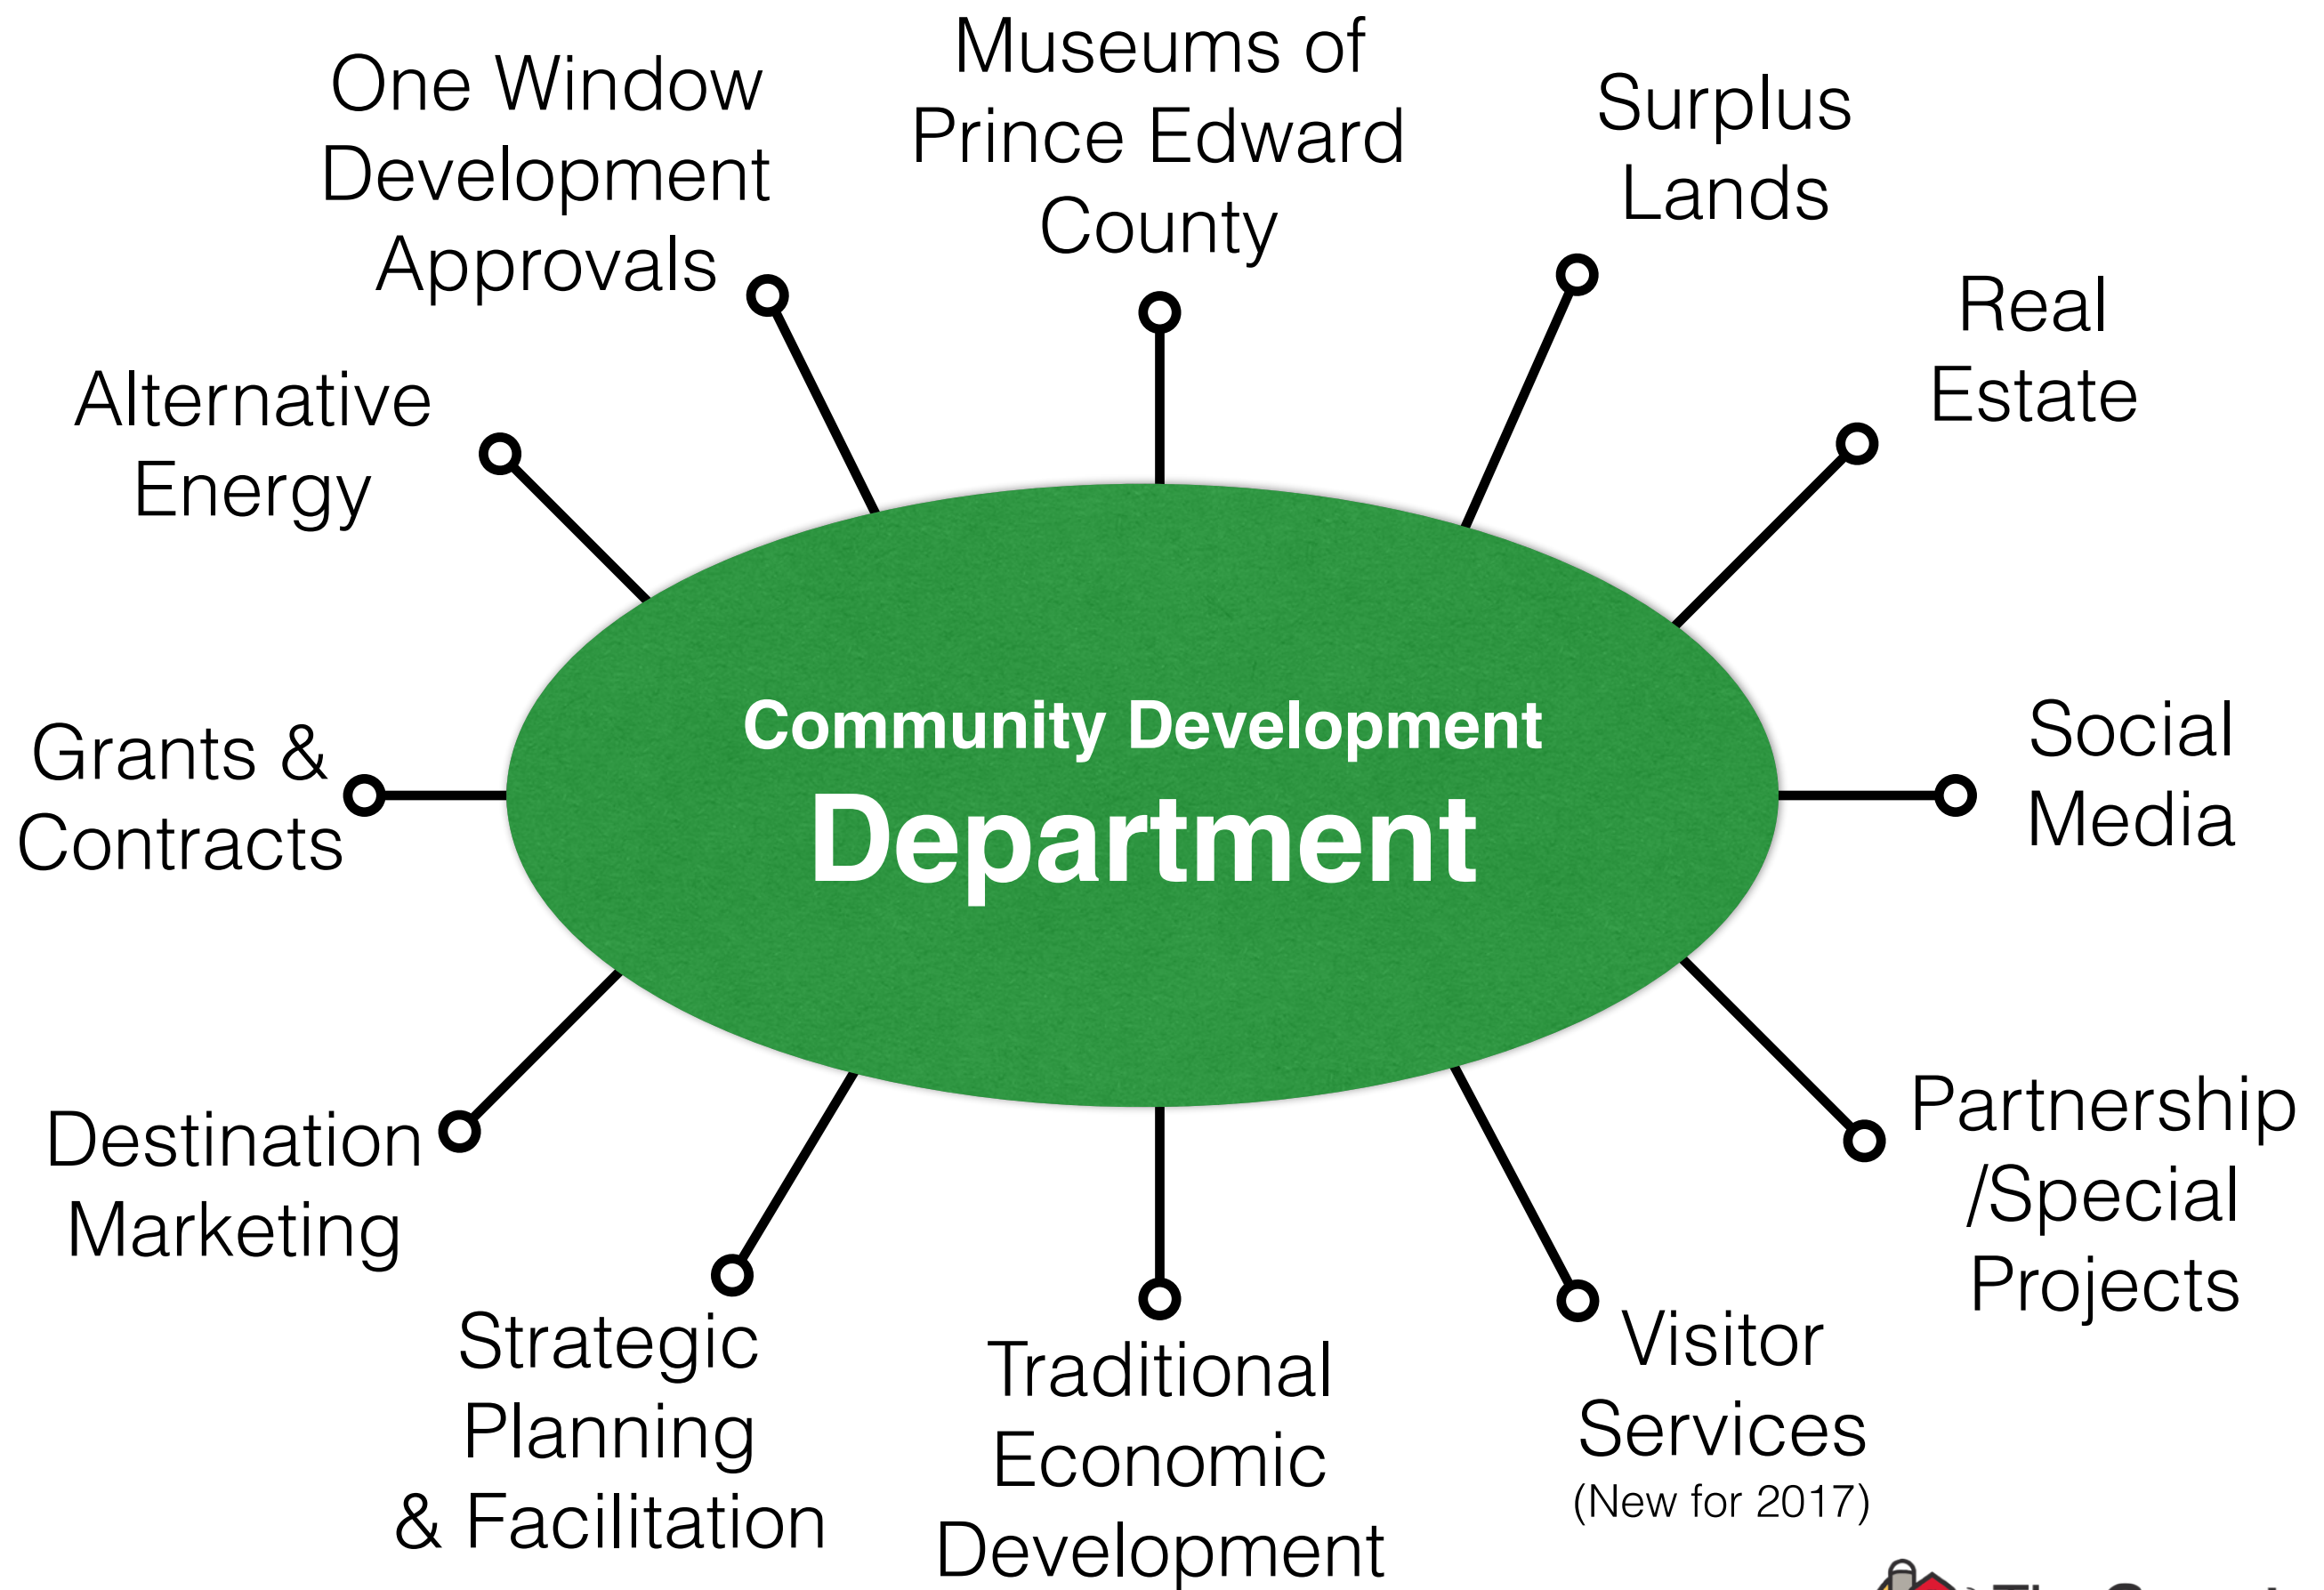 Museums of
Prince Edward
County
Surplus
Lands
Real
Estate
Social
Media
Partnership
/Special
Projects
Visitor
Services
(New for 2017)
Traditional
Economic
Development
Strategic
Planning
& Facilitation
Destination
Marketing
Grants &
Contracts
Alternative
Energy
One Window
Development
Approvals
Community Development
Department